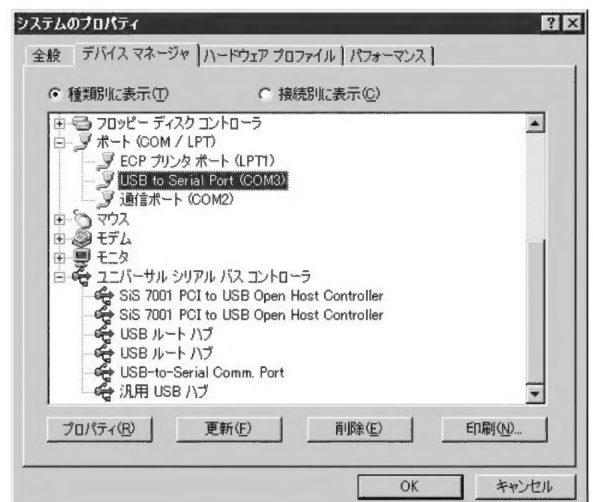 システムのプロパティ
全般 デバイス マネージャ ハードウェア プロファイル パフォーマンス
種類別に表示(T) 接続別に表示(C)
フロッピー ディスク コントローラ
ポート (COM / LPT)
ECP プリンタ ポート (LPT1)
USB to Serial Port (COM3)
通信ポート (COM2)
マウス
モデム
モニタ
ユニバーサル シリアル バス コントローラ
SiS 7001 PCI to USB Open Host Controller
SiS 7001 PCI to USB Open Host Controller
USB ルート ハブ
USB ルート ハブ
USB-to-Serial Comm. Port
汎用 USB ハブ
プロパティ(R) 更新(F) 削除(E) 印刷(N)...
OK キャンセル